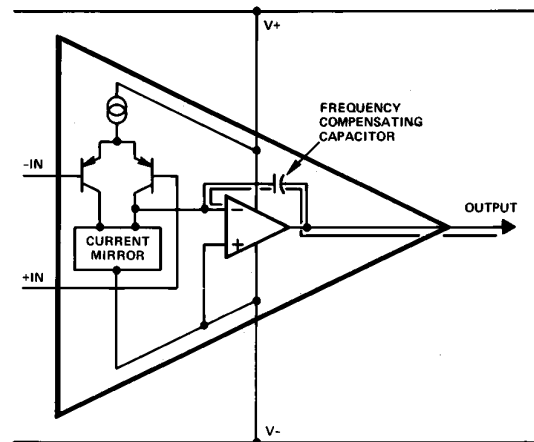 V+
FREQUENCY
COMPENSATING
CAPACITOR
-IN
OUTPUT
−
+
CURRENT
MIRROR
+IN
V-